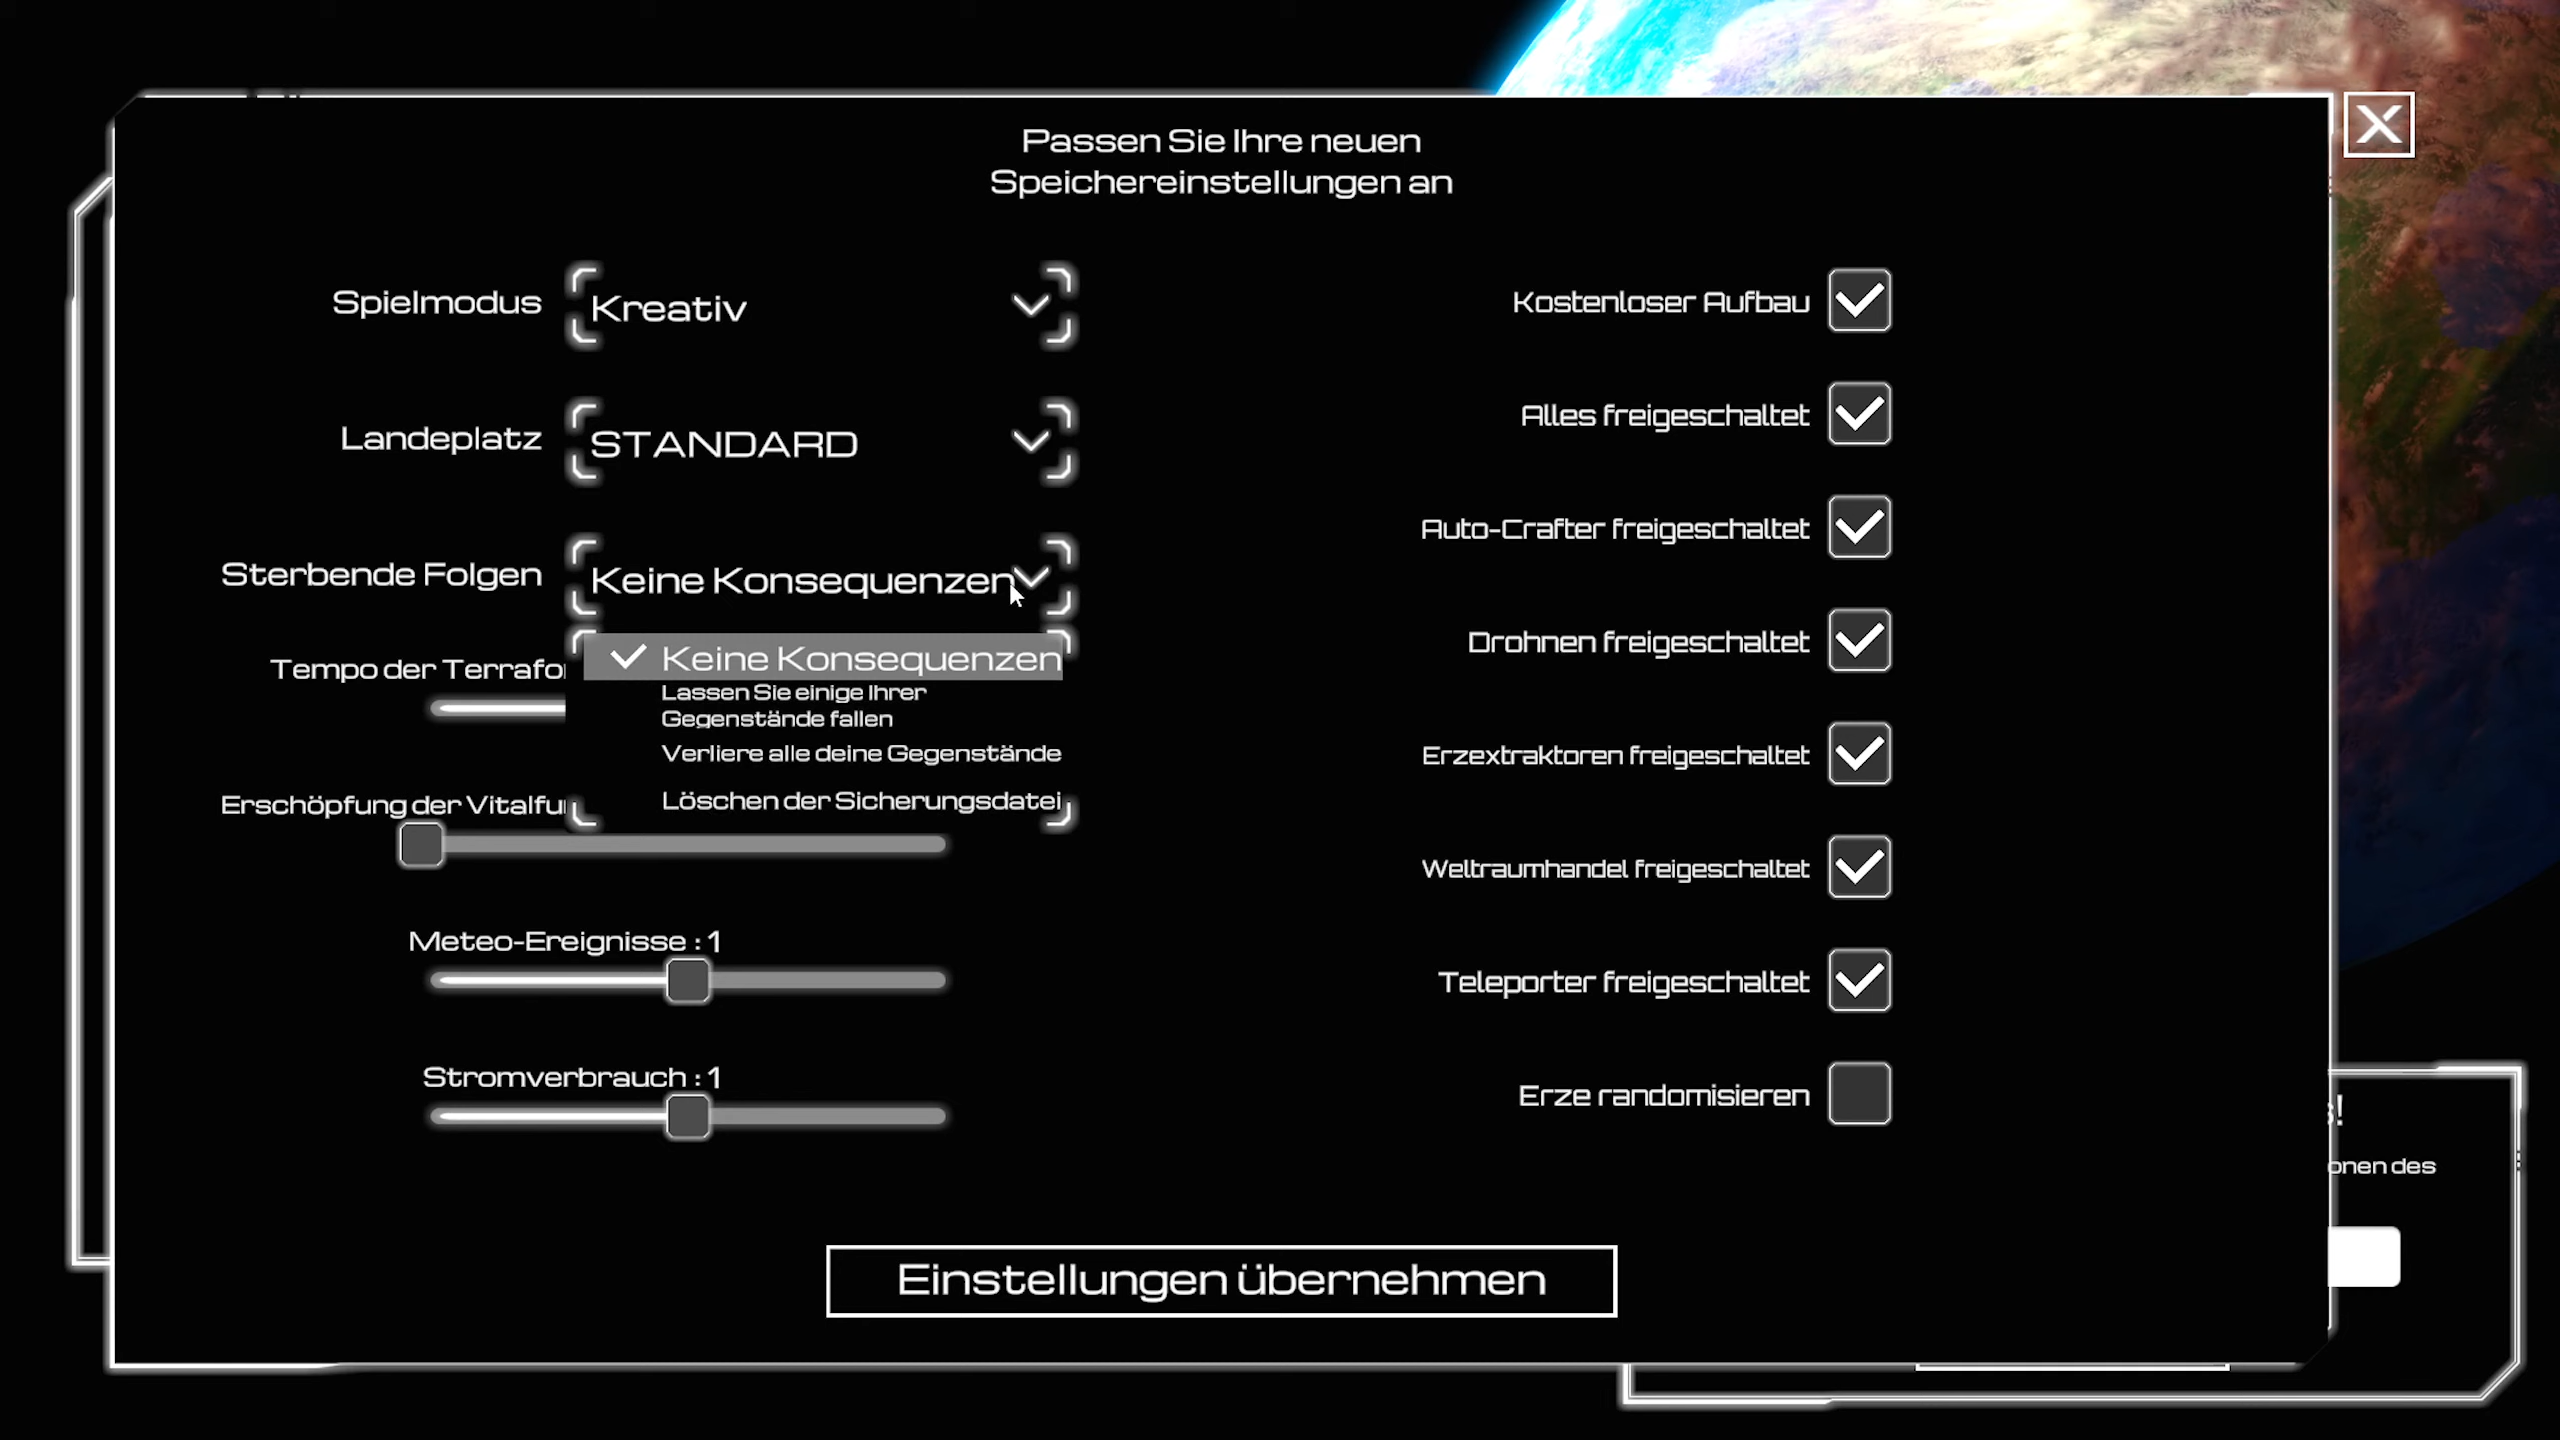 Passen Sie Ihre neuen
Speichereinstellungen an
Spielmodus
Kreativ
Landeplatz
STANDARD
Sterbende Folgen
Keine Konsequenzen
Keine Konsequenzen
Lassen Sie einige Ihrer
Gegenstände fallen
Verliere alle deine Gegenstände
Löschen der Sicherungsdatei
Tempo der
Erschöpfung der
Meteo-Ereignisse : 1
Stromverbrauch : 1
Kostenloser Aufbau
Alles freigeschaltet
Auto-Crafter freigeschaltet
Drohnen freigeschaltet
Erzextraktoren freigeschaltet
Weltraumhandel freigeschaltet
Teleporter freigeschaltet
Erze randomisieren
des
Einstellungen übernehmen